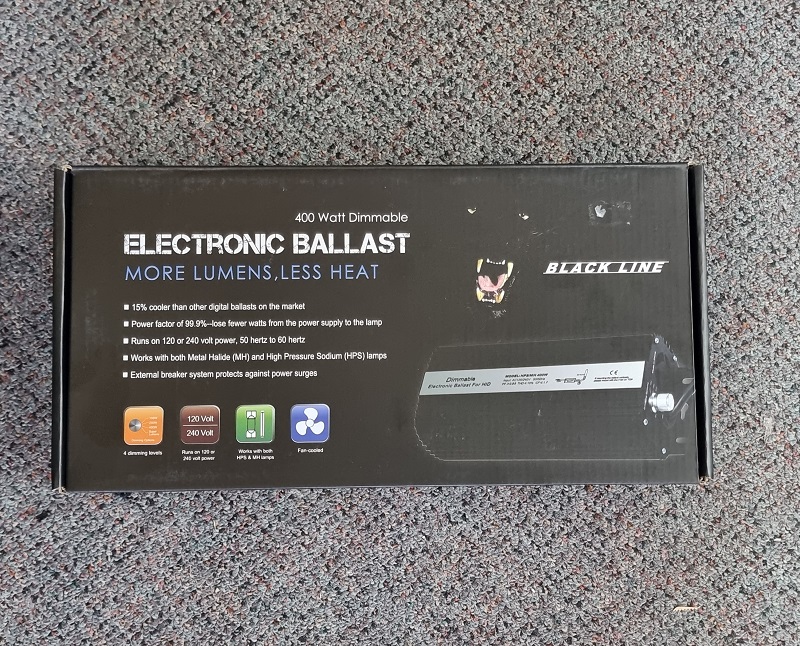 400 Watt Dimmable
ELECTRONIC BALLAST
MORE LUMENS,LESS HEAT
BLACK LINE
15% cooler than other digital ballasts on the market
Power factor of 99.9%--lose fewer watts from the power supply to the lamp
Runs on 120 or 240 volt power, 50 hertz to 60 hertz
Works with both Metal Halide (MH) and High Pressure Sodium (HPS) lamps
External breaker system protects against power surges
Dimmable
Electronic Ballast For HID
MODEL:HPS/MH 400W
CE
120 Volt
240 Volt
4 dimming levels
Runs on 120 or
240 volt power
Works with both
HPS & MH lamps
Fan-cooled